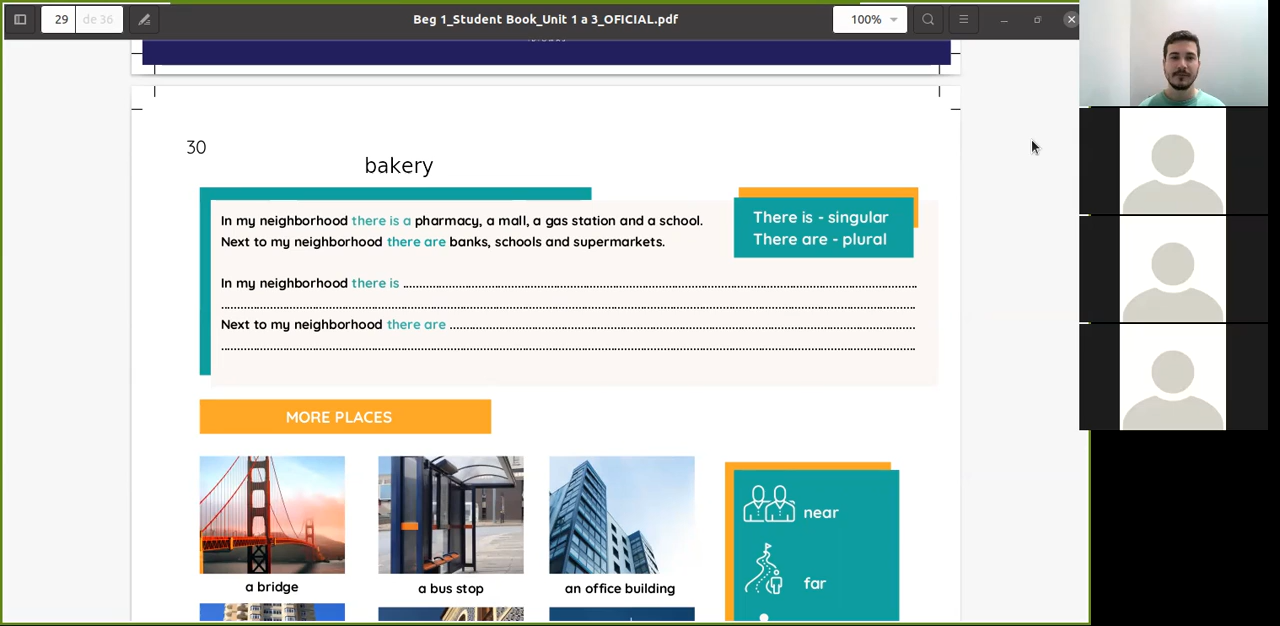 29
de 36
Beg 1_Student Book_Unit 1 a 3_OFICIAL.pdf
100%
30
bakery
In my neighborhood there is a pharmacy, a mall, a gas station and a school.
Next to my neighborhood there are banks, schools and supermarkets.
There is - singular
There are - plural
In my neighborhood there is
Next to my neighborhood there are
MORE PLACES
a bridge
a bus stop
an office building
near
far